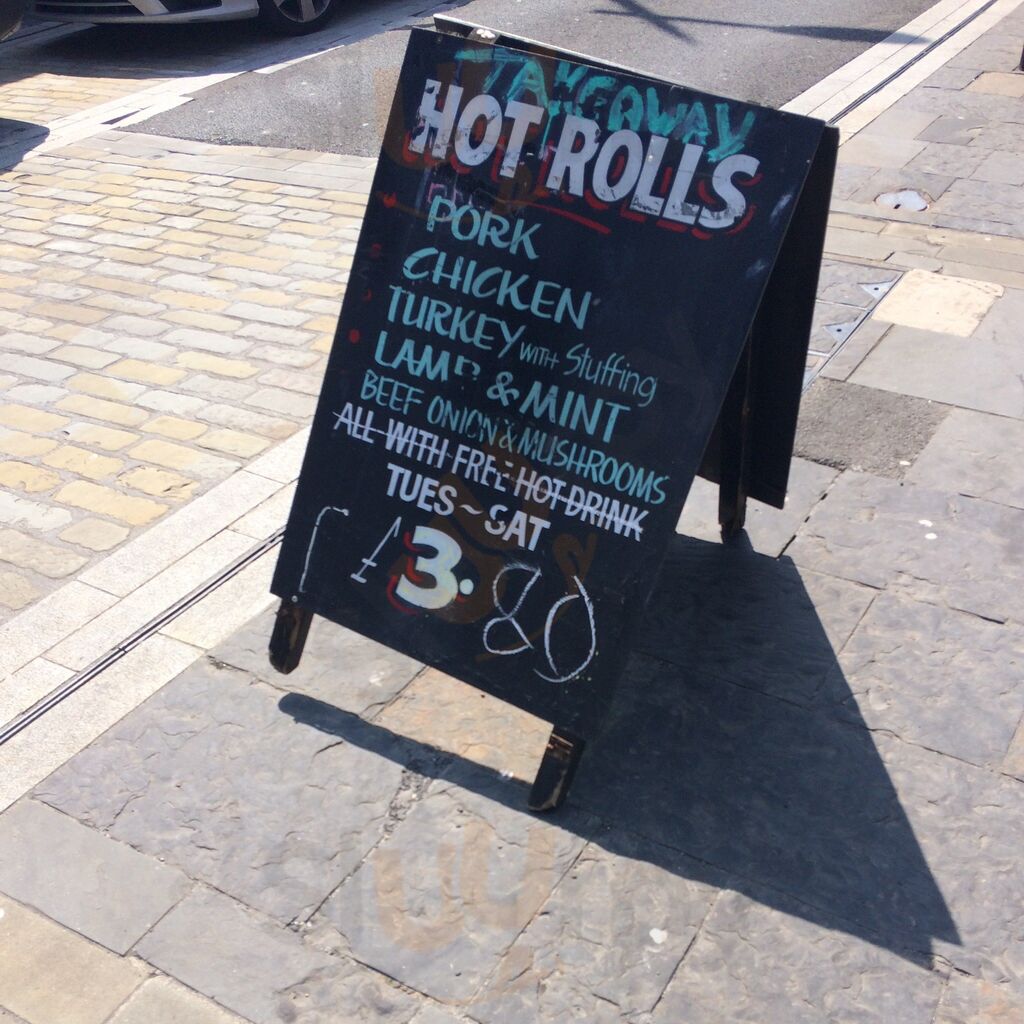 TAKEAWAY
HOT ROLLS
PORK
CHICKEN
TURKEY WITH Stuffing
LAMB & MINT
BEEF ONION & MUSHROOMS
ALL WITH FREE HOT DRINK
TUES ~ SAT
3.80